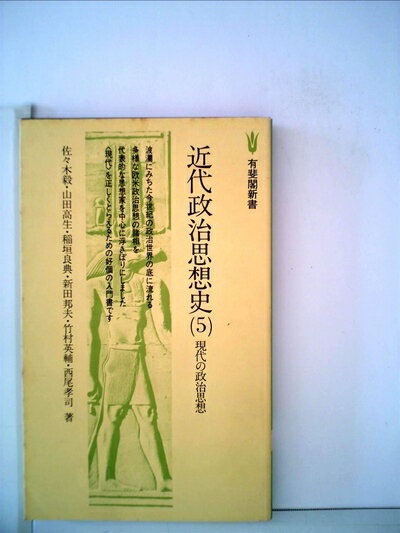 有斐閣新書
近代政治思想史(5)
現代の政治思想
波瀾にみちた今世紀の政治世界の底に流れる
多様な欧米政治思想の諸相を
代表的な思想家を中心に浮きぼりにしました
〈現代〉を正しくとらえるための好個の入門書です
佐々木毅・山田高生・稲垣良典・新田邦夫・竹村英輔・西尾孝司 著